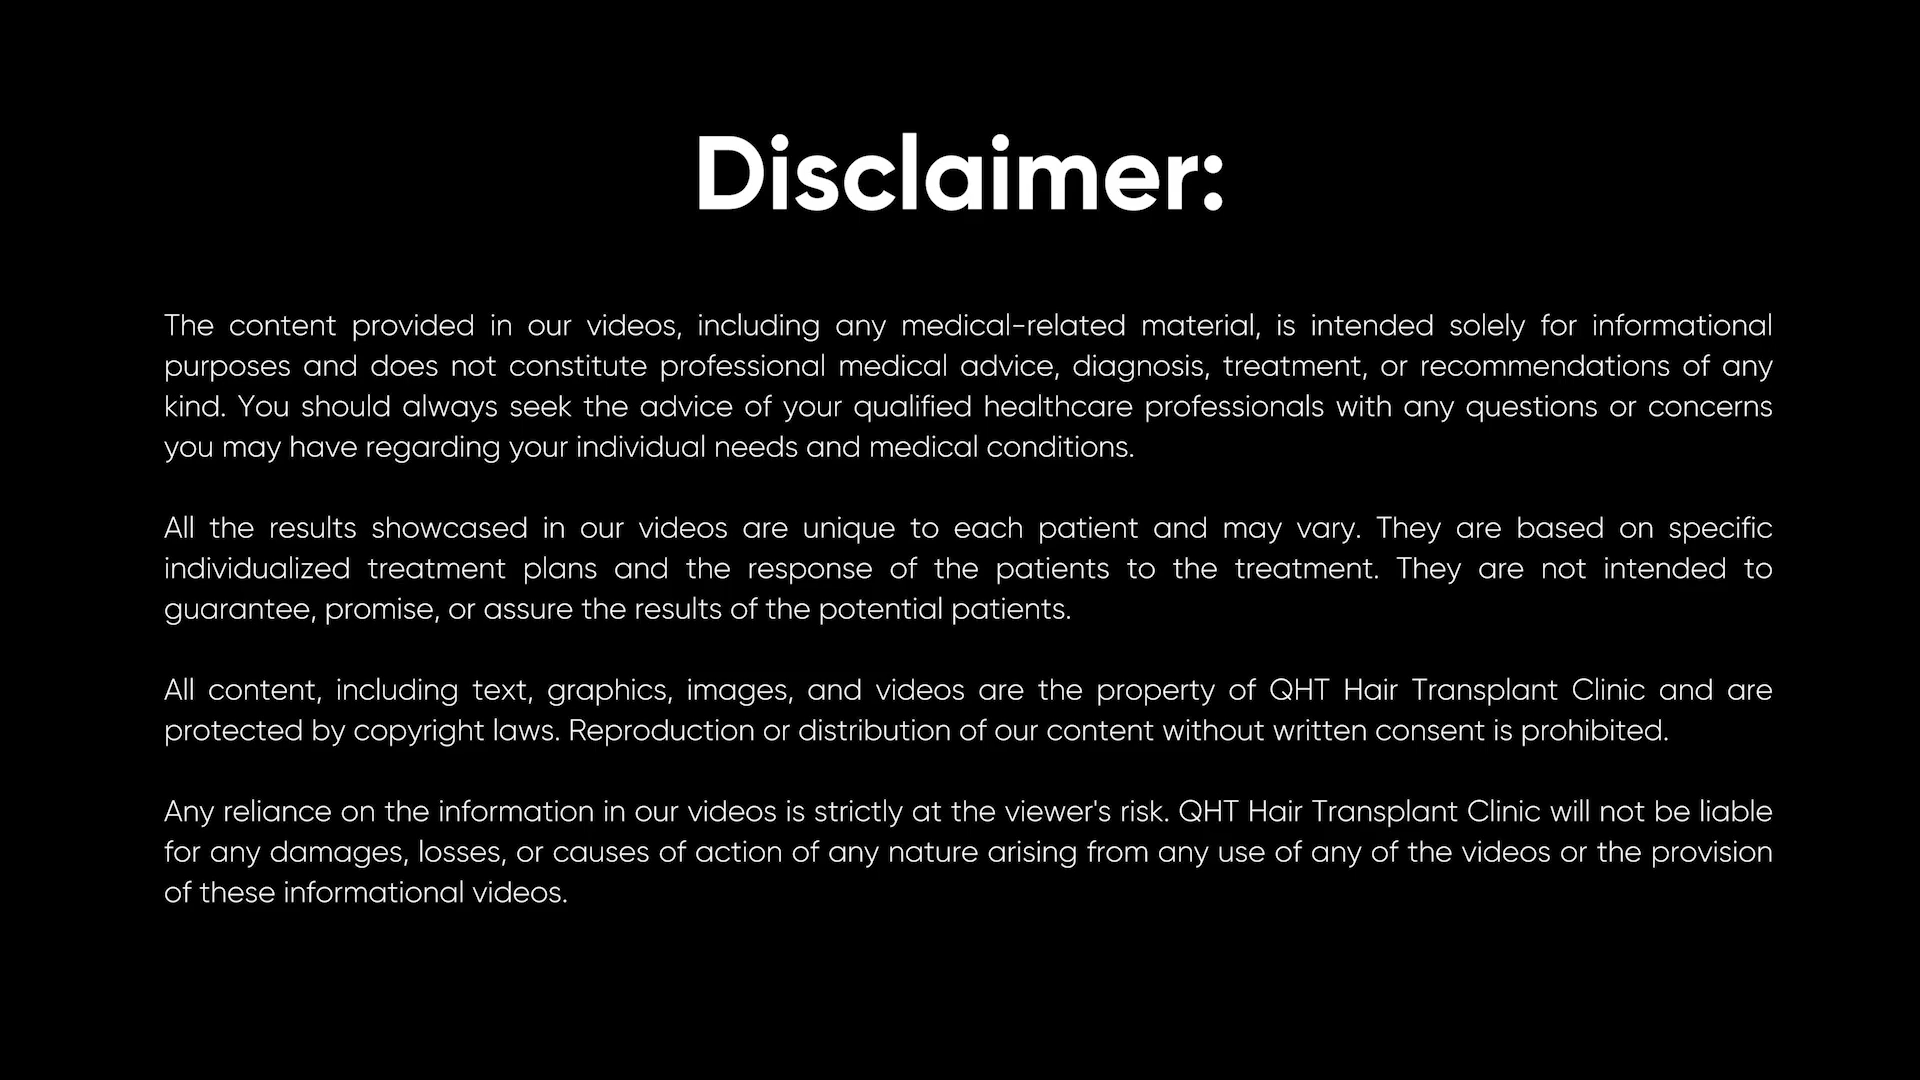 Disclaimer:
The content provided in our videos, including any medical-related material, is intended solely for informational
purposes and does not constitute professional medical advice, diagnosis, treatment, or recommendations of any
kind. You should always seek the advice of your qualified healthcare professionals with any questions or concerns
you may have regarding your individual needs and medical conditions.
All the results showcased in our videos are unique to each patient and may vary. They are based on specific
individualized treatment plans and the response of the patients to the treatment. They are not intended to
guarantee, promise, or assure the results of the potential patients.
All content, including text, graphics, images, and videos are the property of QHT Hair Transplant Clinic and are
protected by copyright laws. Reproduction or distribution of our content without written consent is prohibited.
Any reliance on the information in our videos is strictly at the viewer's risk. QHT Hair Transplant Clinic will not be liable
for any damages, losses, or causes of action of any nature arising from any use of any of the videos or the provision
of these informational videos.